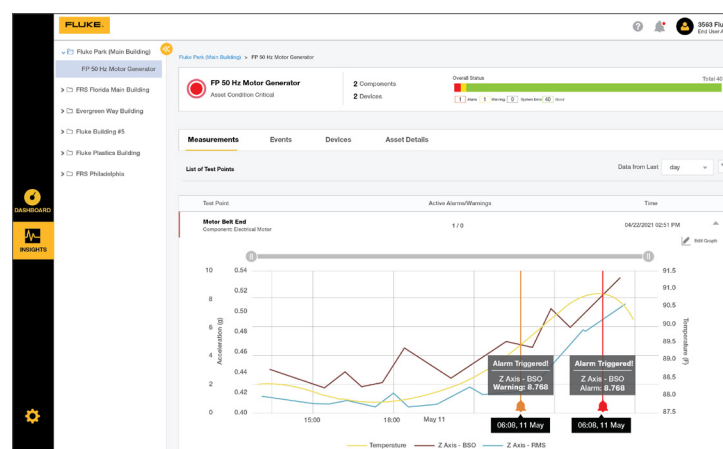 FLUKE.
3563 Flu
End User A
Fluke Park (Main Building)
FP 50 Hz Motor Generator
FRS Florida Main Building
Evergreen Way Building
Fluke Building #5
Fluke Plastics Building
FRS Philadelphia
DASHBOARD
INSIGHTS
Fluke Park (Main Building) > FP 50 Hz Motor Generator
FP 50 Hz Motor Generator
Asset Condition Critical
2 Components
2 Devices
Overall Status
Total 40
1 Alarm 1 Warning 0 System Error 40 Good
Measurements Events Devices Asset Details
List of Test Points
Data from Last day
Test Point Active Alarms/Warnings Time
Motor Belt End
Component: Electrical Motor
1 / 0
04/22/2021 02:51 PM
Edit Graph
10 0.54 91.5
0.52 91.0
8 90.5
0.50
6 90.0
0.48 89.5
4 0.46 89.0
0.44 88.5
2
0.42 88.0
0 0.40 87.5
Acceleration (g)
Temperature (F)
Alarm Triggered!
Z Axis - BSO
Warning: 8.768
06:08, 11 May
Alarm Triggered!
Z Axis - BSO
Alarm: 8.768
06:08, 11 May
15:00 18:00 May 11
Temperature Z Axis - BSO Z Axis - RMS